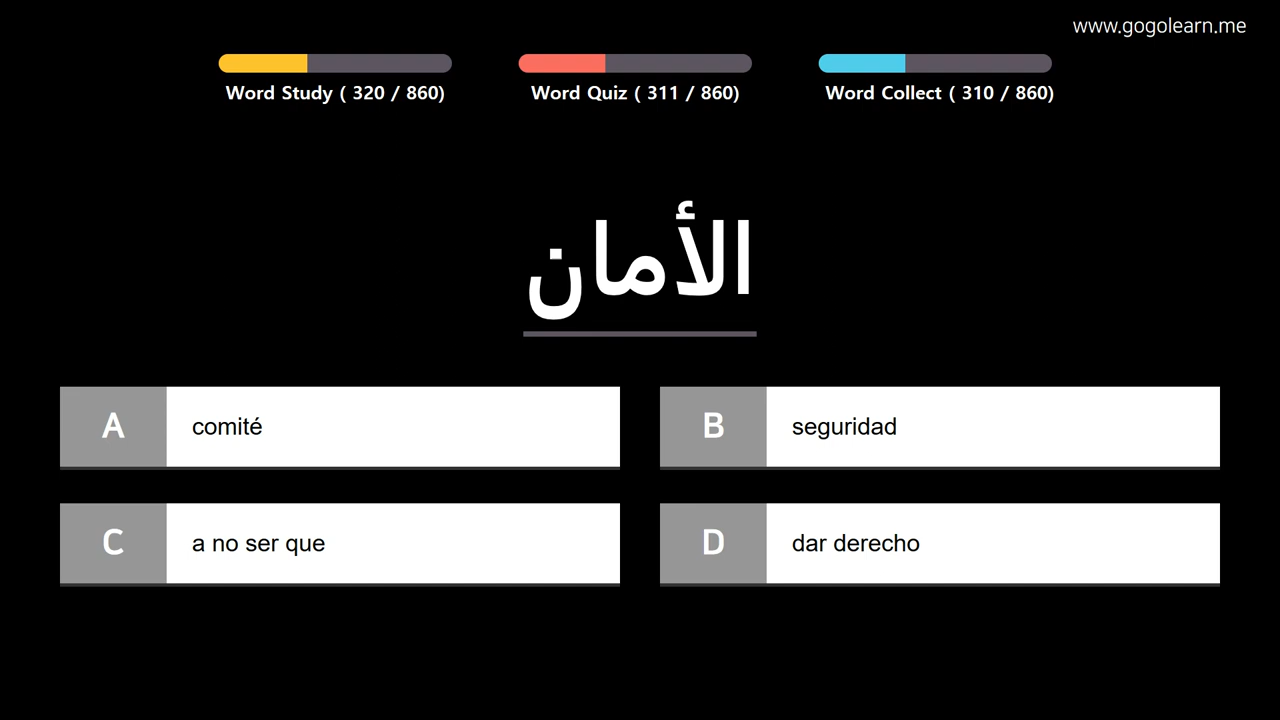 www.gogolearn.me
Word Study ( 320 / 860)
Word Quiz ( 311 / 860)
Word Collect ( 310 / 860)
الأمان
A comité
B seguridad
C a no ser que
D dar derecho